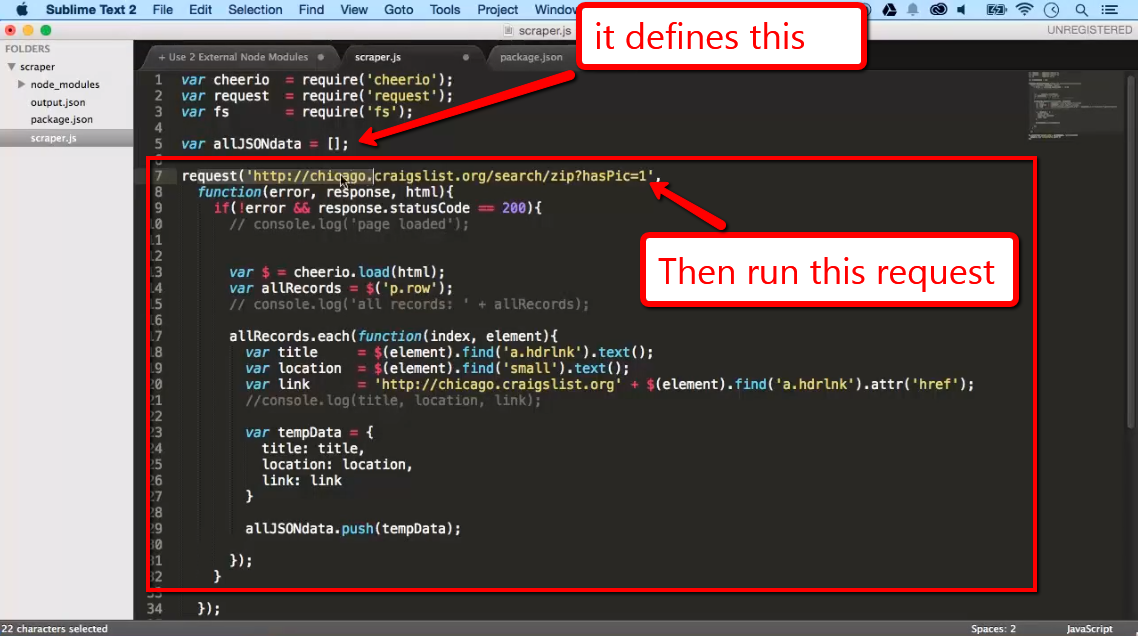 Sublime Text 2 File Edit Selection Find View Goto Tools Project Window
scraper.js
UNREGISTERED
it defines this
FOLDERS
scraper
node_modules
output.json
package.json
scraper.js
+ Use 2 External Node Modules
scraper.js
package.json
1 var cheerio = require('cheerio');
2 var request = require('request');
3 var fs = require('fs');
4
5 var allJSONdata = [];
7 request('http://chicago.craigslist.org/search/zip?hasPic=1',
8 function(error, response, html){
9 if(!error && response.statusCode == 200){
10 // console.log('page loaded');
11
12
13 var $ = cheerio.load(html);
14 var allRecords = $('p.row');
15 // console.log('all records: ' + allRecords);
16
17 allRecords.each(function(index, element){
18 var title = $(element).find('a.hdrlnk').text();
19 var location = $(element).find('small').text();
20 var link = 'http://chicago.craigslist.org' + $(element).find('a.hdrlnk').attr('href');
21 //console.log(title, location, link);
22
23 var tempData = {
24 title: title,
25 location: location,
26 link: link
27 }
28
29 allJSONdata.push(tempData);
30
31 });
32 }
33
34 });
Then run this request
22 characters selected
Spaces: 2
JavaScript